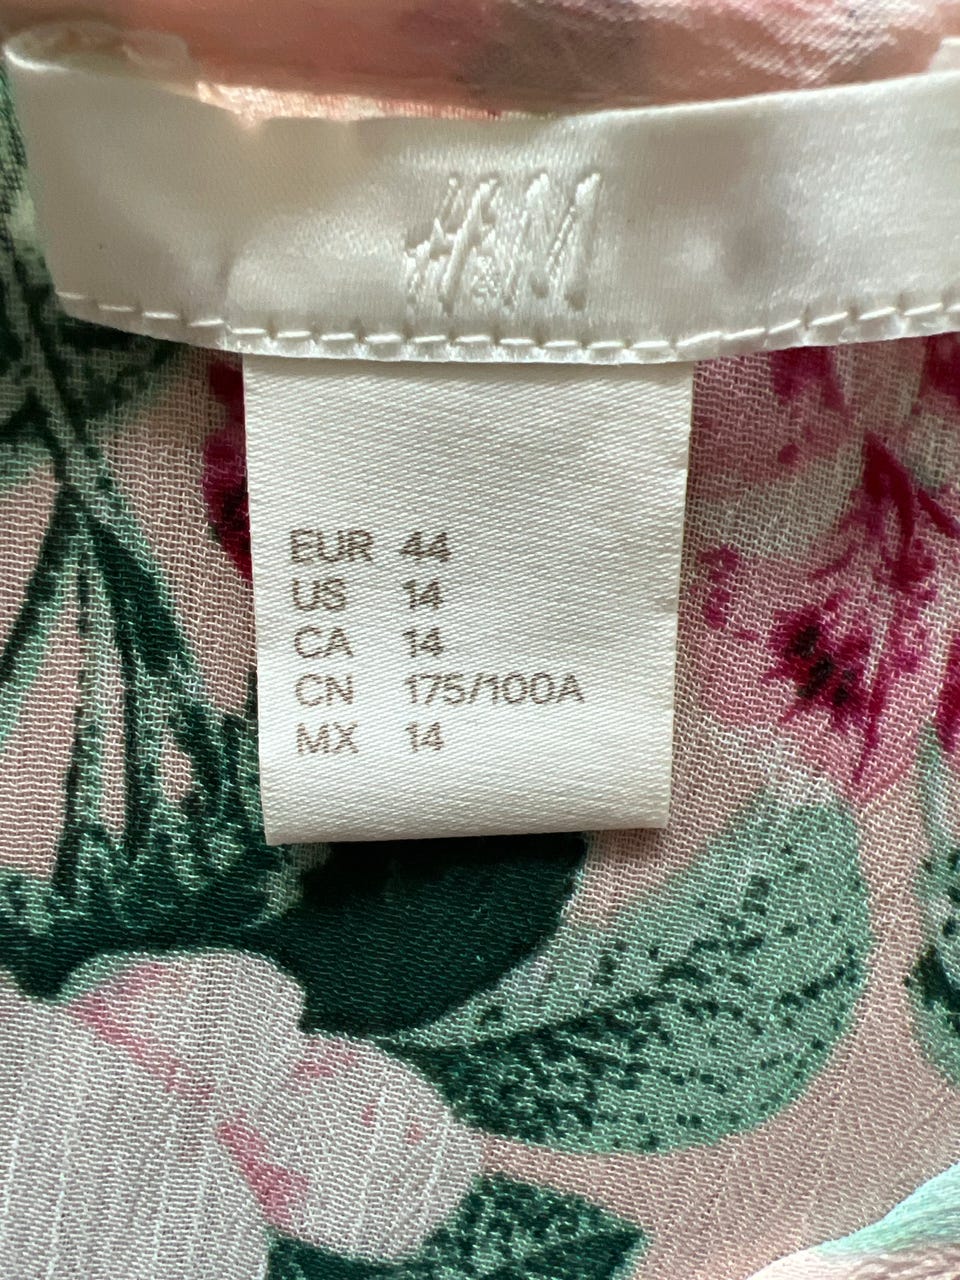 H&M
EUR 44
US 14
CA 14
CN 175/100A
MX 14